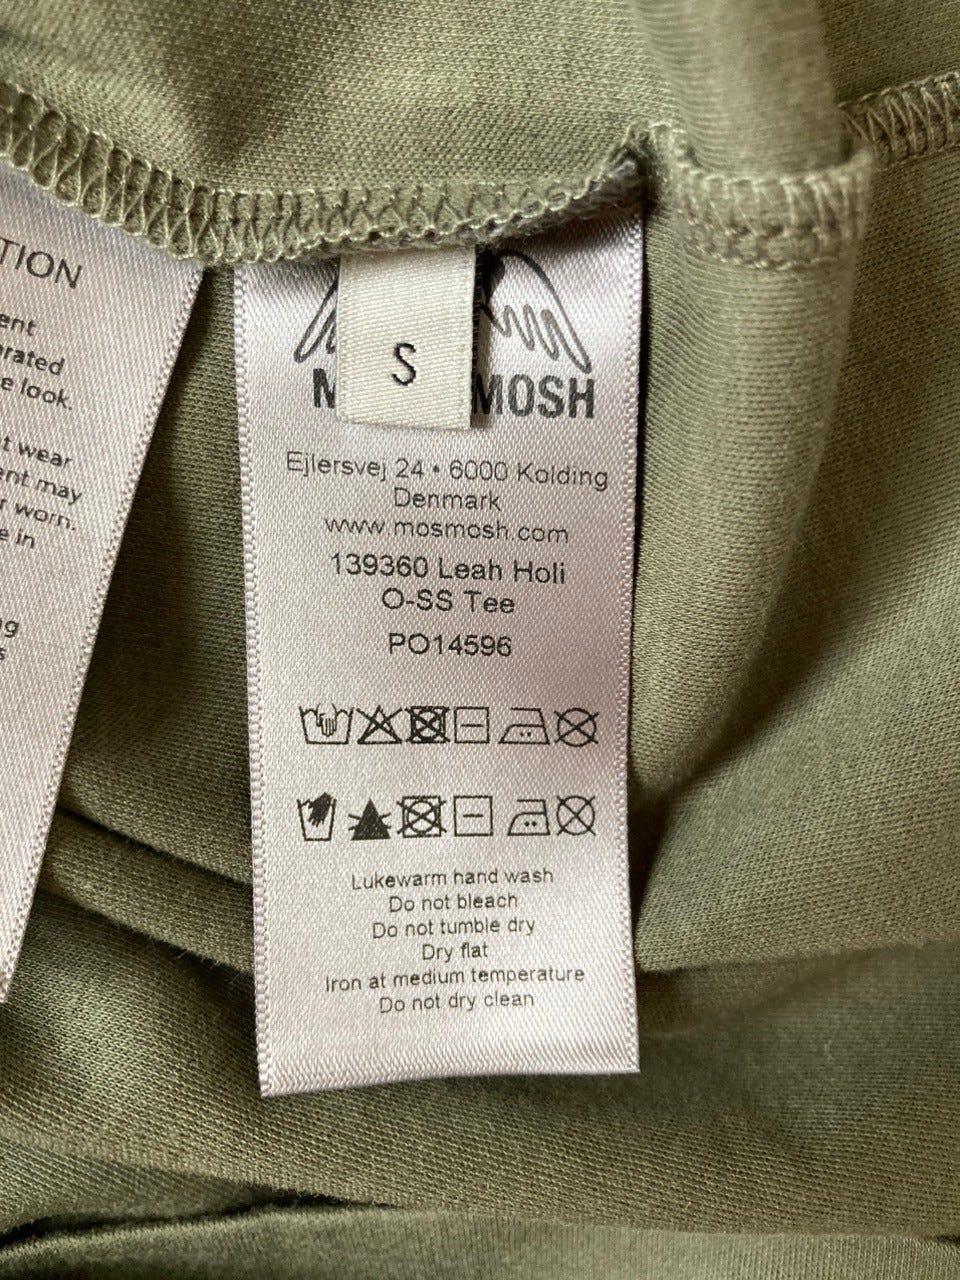 TION
ent
rated
e look.
t wear
ent may
r worn.
e in
ng
s
S
M MOSH
Ejlersvej 24 • 6000 Kolding
Denmark
www.mosmosh.com
139360 Leah Holi
O-SS Tee
PO14596
Lukewarm hand wash
Do not bleach
Do not tumble dry
Dry flat
Iron at medium temperature
Do not dry clean